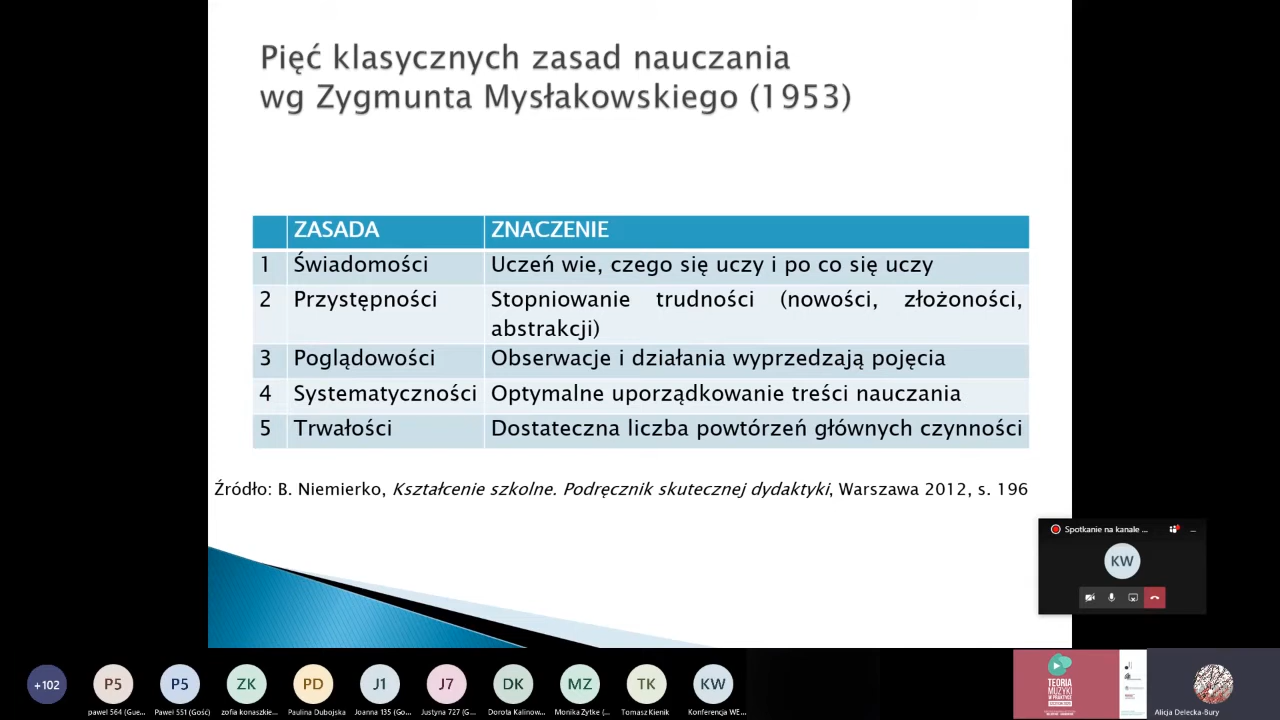 Pięć klasycznych zasad nauczania
wg Zygmunta Mysłakowskiego (1953)
ZASADA ZNACZENIE
1 Świadomości Uczeń wie, czego się uczy i po co się uczy
2 Przystępności Stopniowanie trudności (nowości, złożoności,
abstrakcji)
3 Poglądowości Obserwacje i działania wyprzedzają pojęcia
4 Systematyczności Optymalne uporządkowanie treści nauczania
5 Trwałości Dostateczna liczba powtórzeń głównych czynności
Źródło: B. Niemierko, Kształcenie szkolne. Podręcznik skutecznej dydaktyki, Warszawa 2012, s. 196
Spotkanie na kanale ...
KW
+102 P5 P5 ZK PD J1 J7 DK MZ TK KW
TEORIA
MUZYKI
W PRAKTYCE
paweł 564 (Gue... Paweł 551 (Gość) zofia konaszkie... Paulina Dubojska Joanna 135 (Go... Justyna 727 (G... Dorota Kalinow... Monika Zytke (... Tomasz Kienik Konferencja WE... Alicja Delecka-Bury